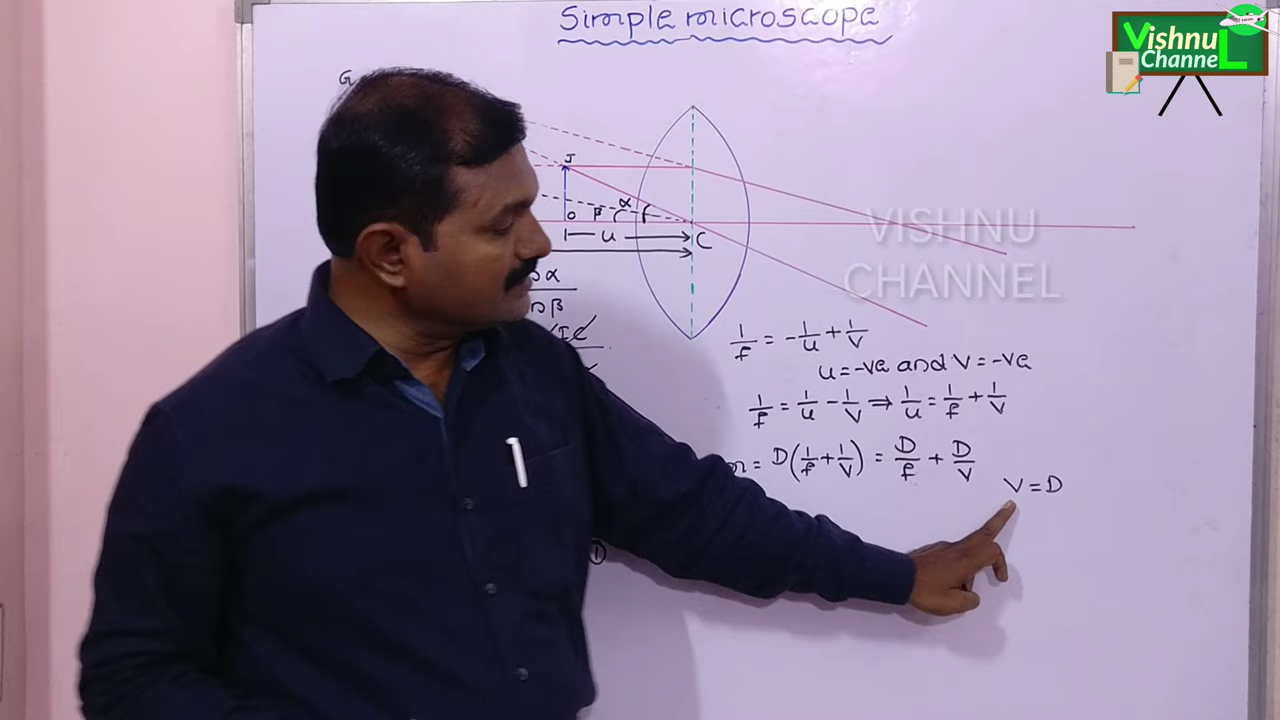 Simple microscope
Vishnu
Channel
G
J
α
O β f
u C
VISHNU
CHANNEL
α
β
1/f = -1/u + 1/v
u = -ve and v = -ve
1/f = 1/u - 1/v ⇒ 1/u = 1/f + 1/v
m = D(1/f + 1/v) = D/f + D/v
v = D
①